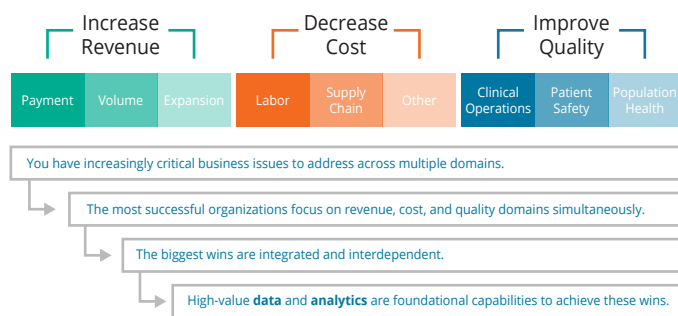 Increase
Revenue
Decrease
Cost
Improve
Quality
Payment
Volume
Expansion
Labor
Supply
Chain
Other
Clinical
Operations
Patient
Safety
Population
Health
You have increasingly critical business issues to address across multiple domains.
The most successful organizations focus on revenue, cost, and quality domains simultaneously.
The biggest wins are integrated and interdependent.
High-value data and analytics are foundational capabilities to achieve these wins.